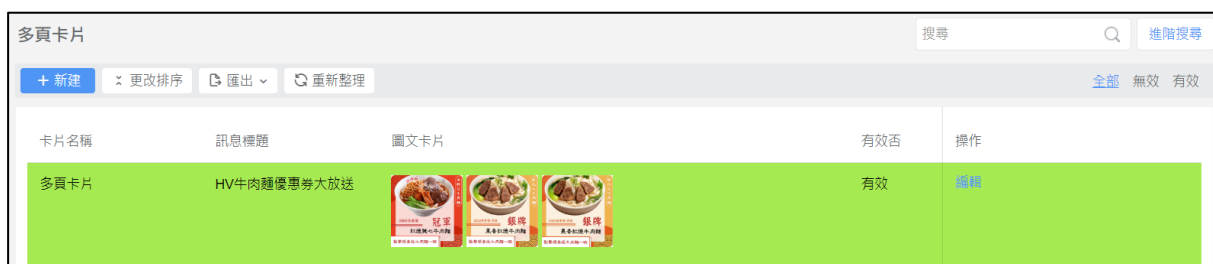 多頁卡片
搜尋
進階搜尋
新建 更改排序 匯出 重新整理
全部 無效 有效
卡片名稱 訊息標題 圖文卡片 有效否 操作
多頁卡片 HV牛肉麵優惠券大放送 有效 編輯
冠軍 銀牌 銀牌